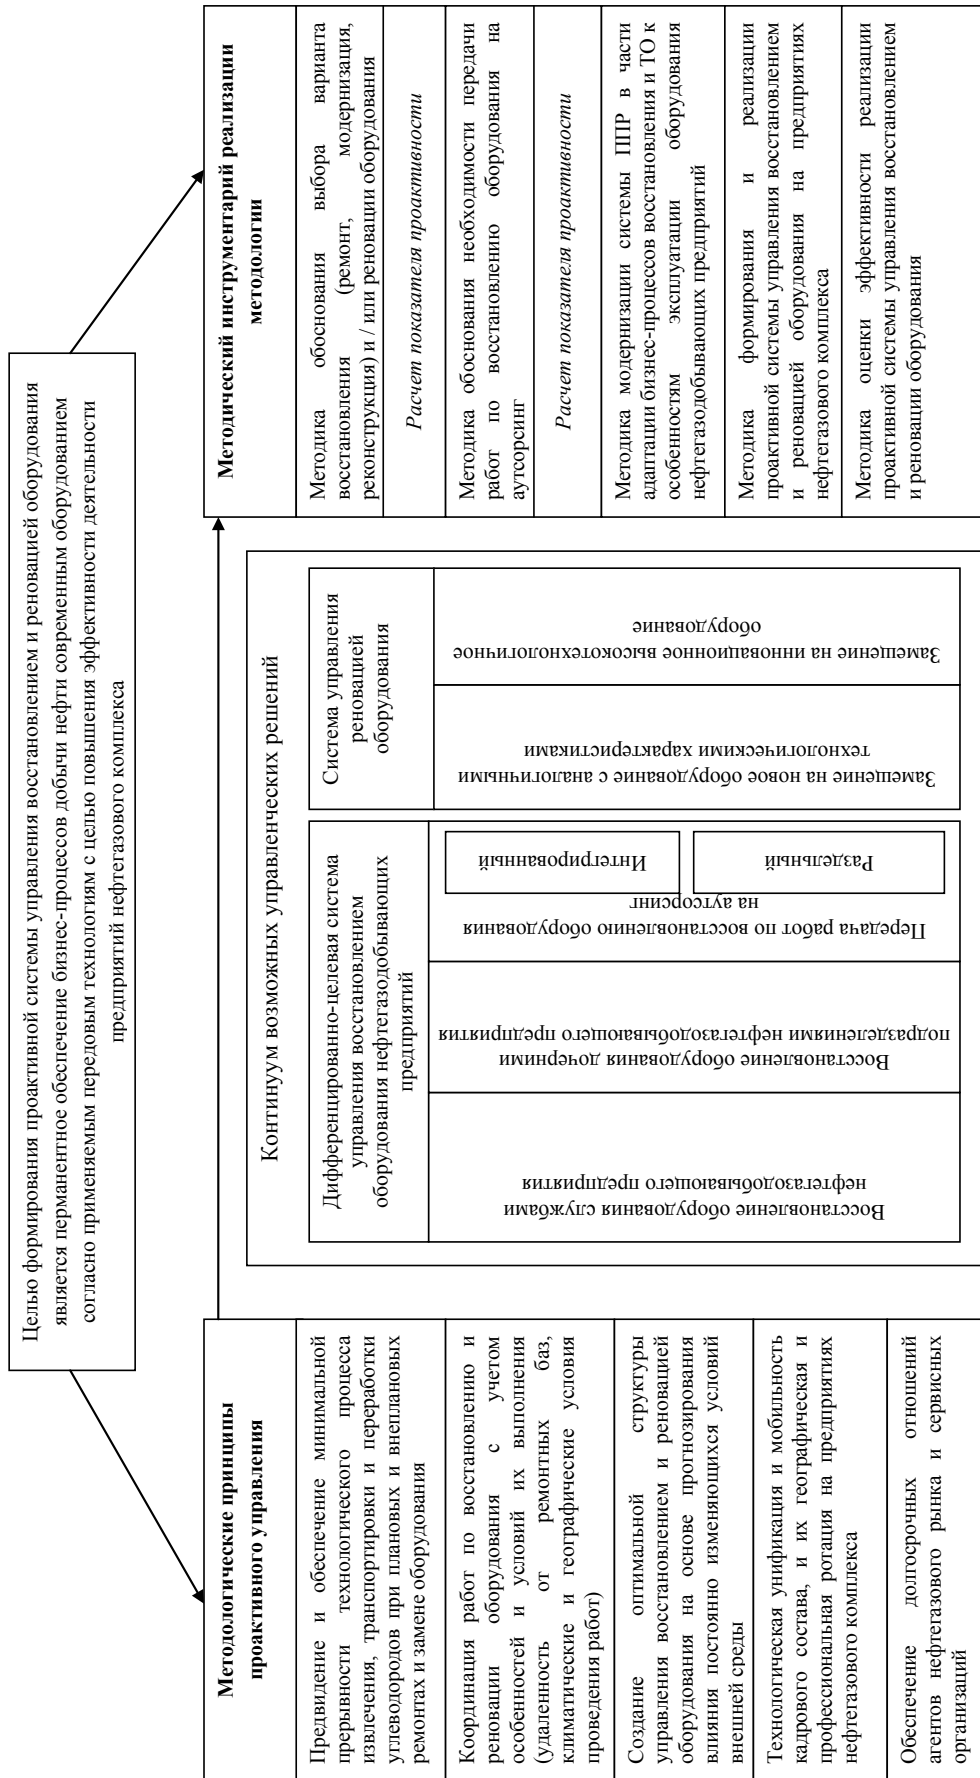 Целью формирования проактивной системы управления восстановлением и реновацией оборудования
является перманентное обеспечение бизнес-процессов добычи нефти современным оборудованием
согласно применяемым передовым технологиям с целью повышения эффективности деятельности
предприятий нефтегазового комплекса
Методологические принципы
проактивного управления
Предвидение и обеспечение минимальной
прерывности технологического процесса
извлечения, транспортировки и переработки
углеводородов при плановых и внеплановых
ремонтах и замене оборудования
Координация работ по восстановлению и
реновации оборудования с учетом
особенностей и условий их выполнения
(удаленность от ремонтных баз,
климатические и географические условия
проведения работ)
Создание оптимальной структуры
управления восстановлением и реновацией
оборудования на основе прогнозирования
влияния постоянно изменяющихся условий
внешней среды
Технологическая унификация и мобильность
кадрового состава, и их географическая и
профессиональная ротация на предприятиях
нефтегазового комплекса
Обеспечение долгосрочных отношений
агентов нефтегазового рынка и сервисных
организаций
Континуум возможных управленческих решений
Дифференцированно-целевая система
управления восстановлением
оборудования нефтегазодобывающих
предприятий
Восстановление оборудования службами
нефтегазодобывающего предприятия
Восстановление оборудования дочерними
подразделениями нефтегазодобывающего предприятия
Передача работ по восстановлению оборудования
на аутсорсинг
Раздельный
Интегрированный
Система управления
реновацией
оборудования
Замещение на новое оборудование с аналогичными
технологическими характеристиками
Замещение на инновационное высокотехнологичное
оборудование
Методический инструментарий реализации
методологии
Методика обоснования выбора варианта
восстановления (ремонт, модернизация,
реконструкция) и / или реновации оборудования
Расчет показателя проактивности
Методика обоснования необходимости передачи
работ по восстановлению оборудования на
аутсорсинг
Расчет показателя проактивности
Методика модернизации системы ППР в части
адаптации бизнес-процессов восстановления и ТО к
особенностям эксплуатации оборудования
нефтегазодобывающих предприятий
Методика формирования и реализации
проактивной системы управления восстановлением
и реновацией оборудования на предприятиях
нефтегазового комплекса
Методика оценки эффективности реализации
проактивной системы управления восстановлением
и реновации оборудования